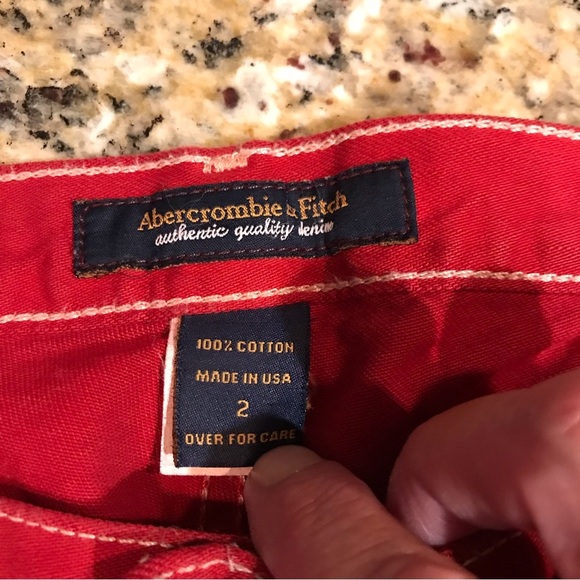 Abercrombie & Fitch
authentic quality denim
100% COTTON
MADE IN USA
2
OVER FOR CARE